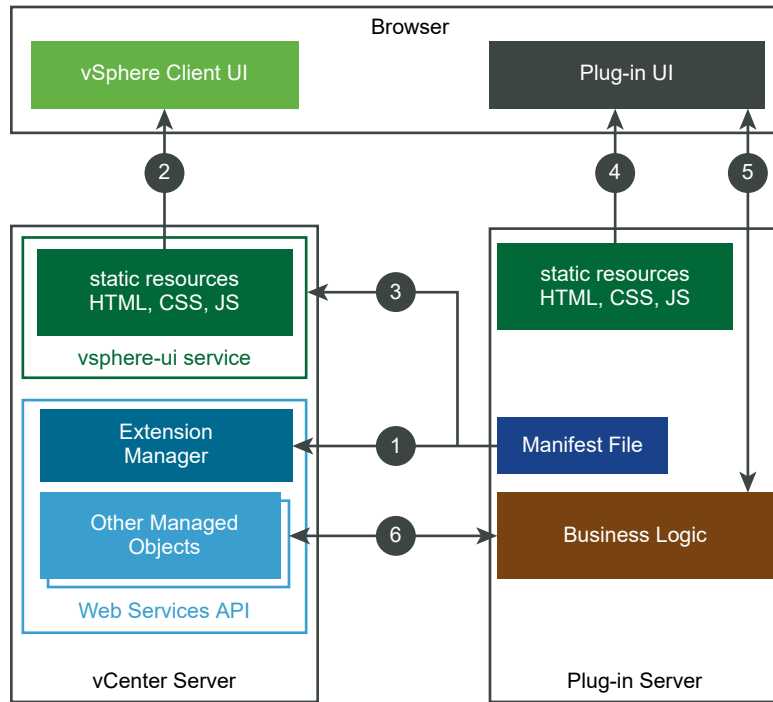 Browser
vSphere Client UI
Plug-in UI
2
4
5
static resources
HTML, CSS, JS
vsphere-ui service
3
static resources
HTML, CSS, JS
Extension
Manager
1
Manifest File
Other Managed
Objects
6
Business Logic
Web Services API
vCenter Server
Plug-in Server